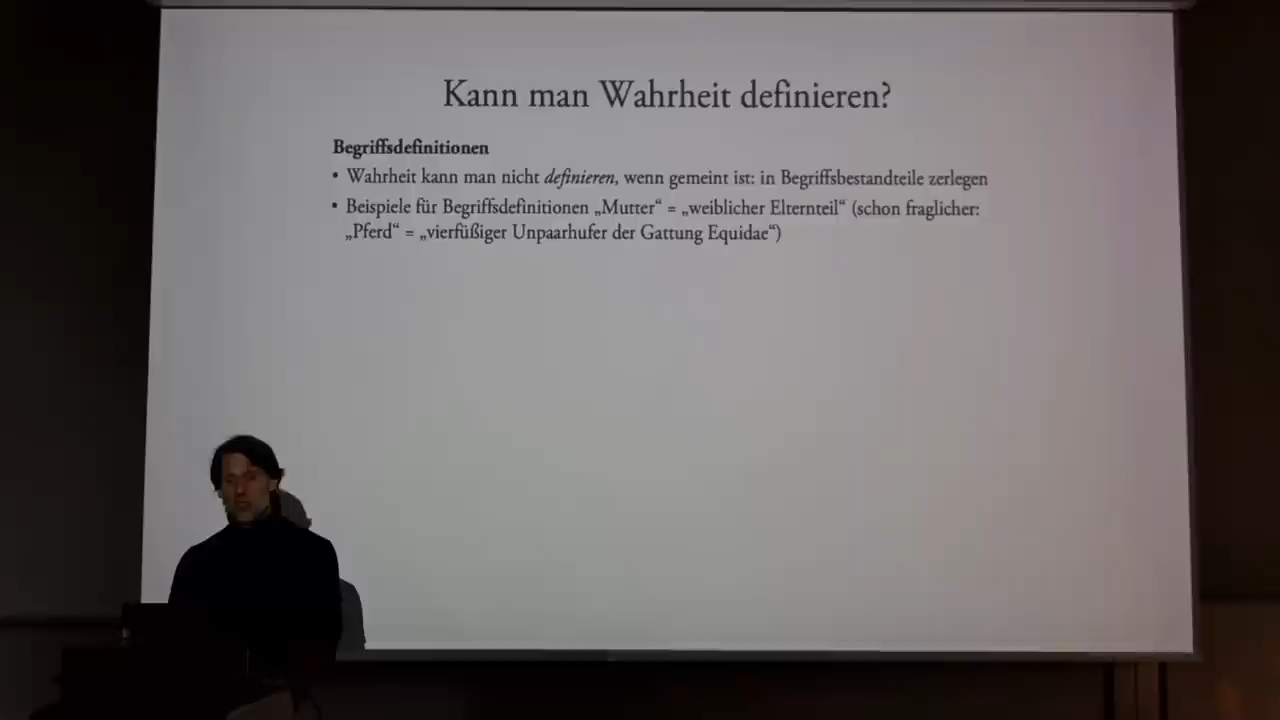 Kann man Wahrheit definieren?
Begriffsdefinitionen
• Wahrheit kann man nicht definieren, wenn gemeint ist: in Begriffsbestandteile zerlegen
• Beispiele für Begriffsdefinitionen „Mutter“ = „weiblicher Elternteil“ (schon fraglicher:
„Pferd“ = „vierfüßiger Unpaarhufer der Gattung Equidae“)